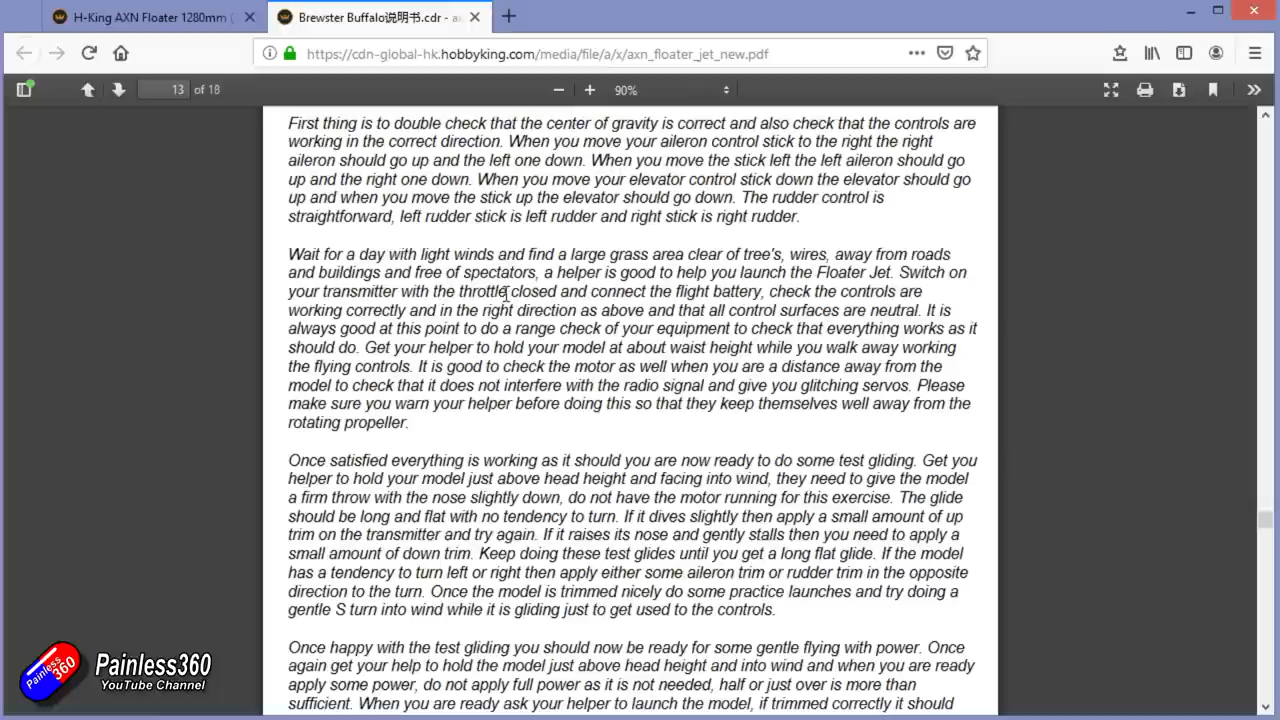 H-King AXN Floater 1280mm (
Brewster Buffalo说明书.cdr - ax
https://cdn-global-hk.hobbyking.com/media/file/a/x/axn_floater_jet_new.pdf
13 of 18
90%
First thing is to double check that the center of gravity is correct and also check that the controls are
working in the correct direction. When you move your aileron control stick to the right the right
aileron should go up and the left one down. When you move the stick left the left aileron should go
up and the right one down. When you move your elevator control stick down the elevator should go
up and when you move the stick up the elevator should go down. The rudder control is
straightforward, left rudder stick is left rudder and right stick is right rudder.
Wait for a day with light winds and find a large grass area clear of tree's, wires, away from roads
and buildings and free of spectators, a helper is good to help you launch the Floater Jet. Switch on
your transmitter with the throttle closed and connect the flight battery, check the controls are
working correctly and in the right direction as above and that all control surfaces are neutral. It is
always good at this point to do a range check of your equipment to check that everything works as it
should do. Get your helper to hold your model at about waist height while you walk away working
the flying controls. It is good to check the motor as well when you are a distance away from the
model to check that it does not interfere with the radio signal and give you glitching servos. Please
make sure you warn your helper before doing this so that they keep themselves well away from the
rotating propeller.
Once satisfied everything is working as it should you are now ready to do some test gliding. Get you
helper to hold your model just above head height and facing into wind, they need to give the model
a firm throw with the nose slightly down, do not have the motor running for this exercise. The glide
should be long and flat with no tendency to turn. If it dives slightly then apply a small amount of up
trim on the transmitter and try again. If it raises its nose and gently stalls then you need to apply a
small amount of down trim. Keep doing these test glides until you get a long flat glide. If the model
has a tendency to turn left or right then apply either some aileron trim or rudder trim in the opposite
direction to the turn. Once the model is trimmed nicely do some practice launches and try doing a
gentle S turn into wind while it is gliding just to get used to the controls.
Once happy with the test gliding you should now be ready for some gentle flying with power. Once
again get your help to hold the model just above head height and into wind and when you are ready
apply some power, do not apply full power as it is not needed, half or just over is more than
sufficient. When you are ready ask your helper to launch the model, if trimmed correctly it should
Painless360
Painless360
YouTube Channel